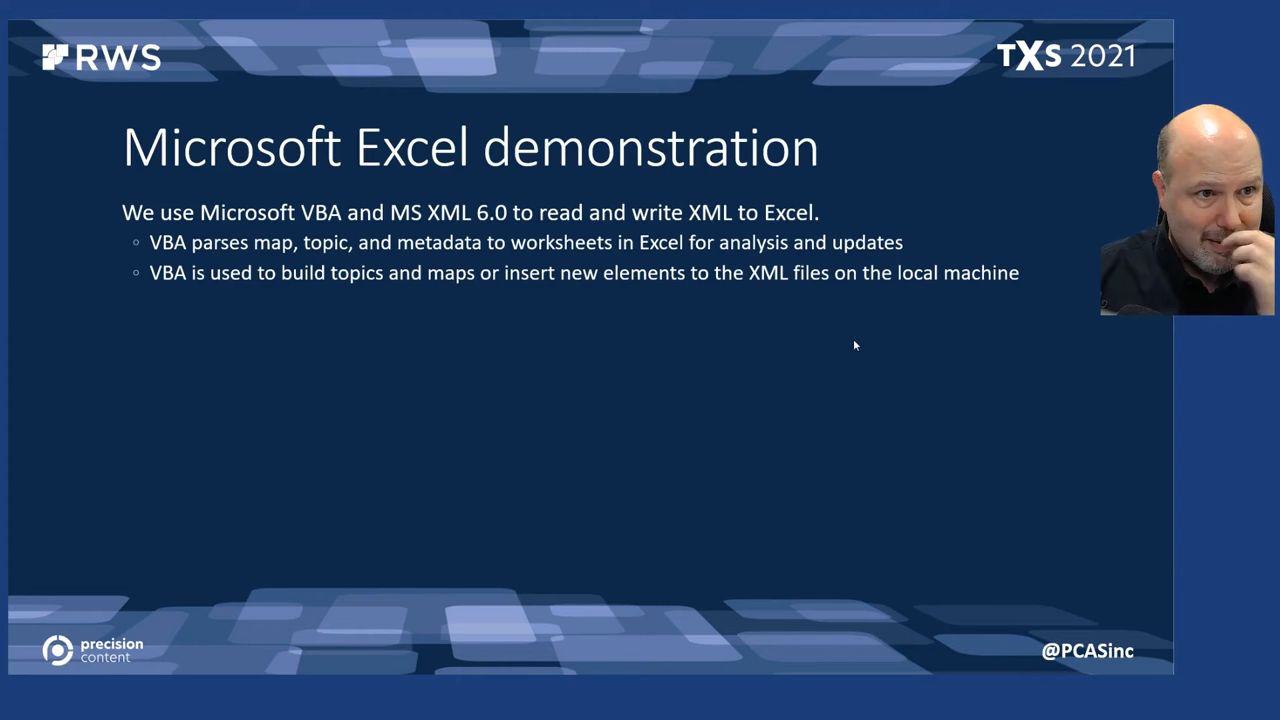 RWS
TXS 2021
Microsoft Excel demonstration
We use Microsoft VBA and MS XML 6.0 to read and write XML to Excel.
VBA parses map, topic, and metadata to worksheets in Excel for analysis and updates
VBA is used to build topics and maps or insert new elements to the XML files on the local machine
precision
content
@PCASinc